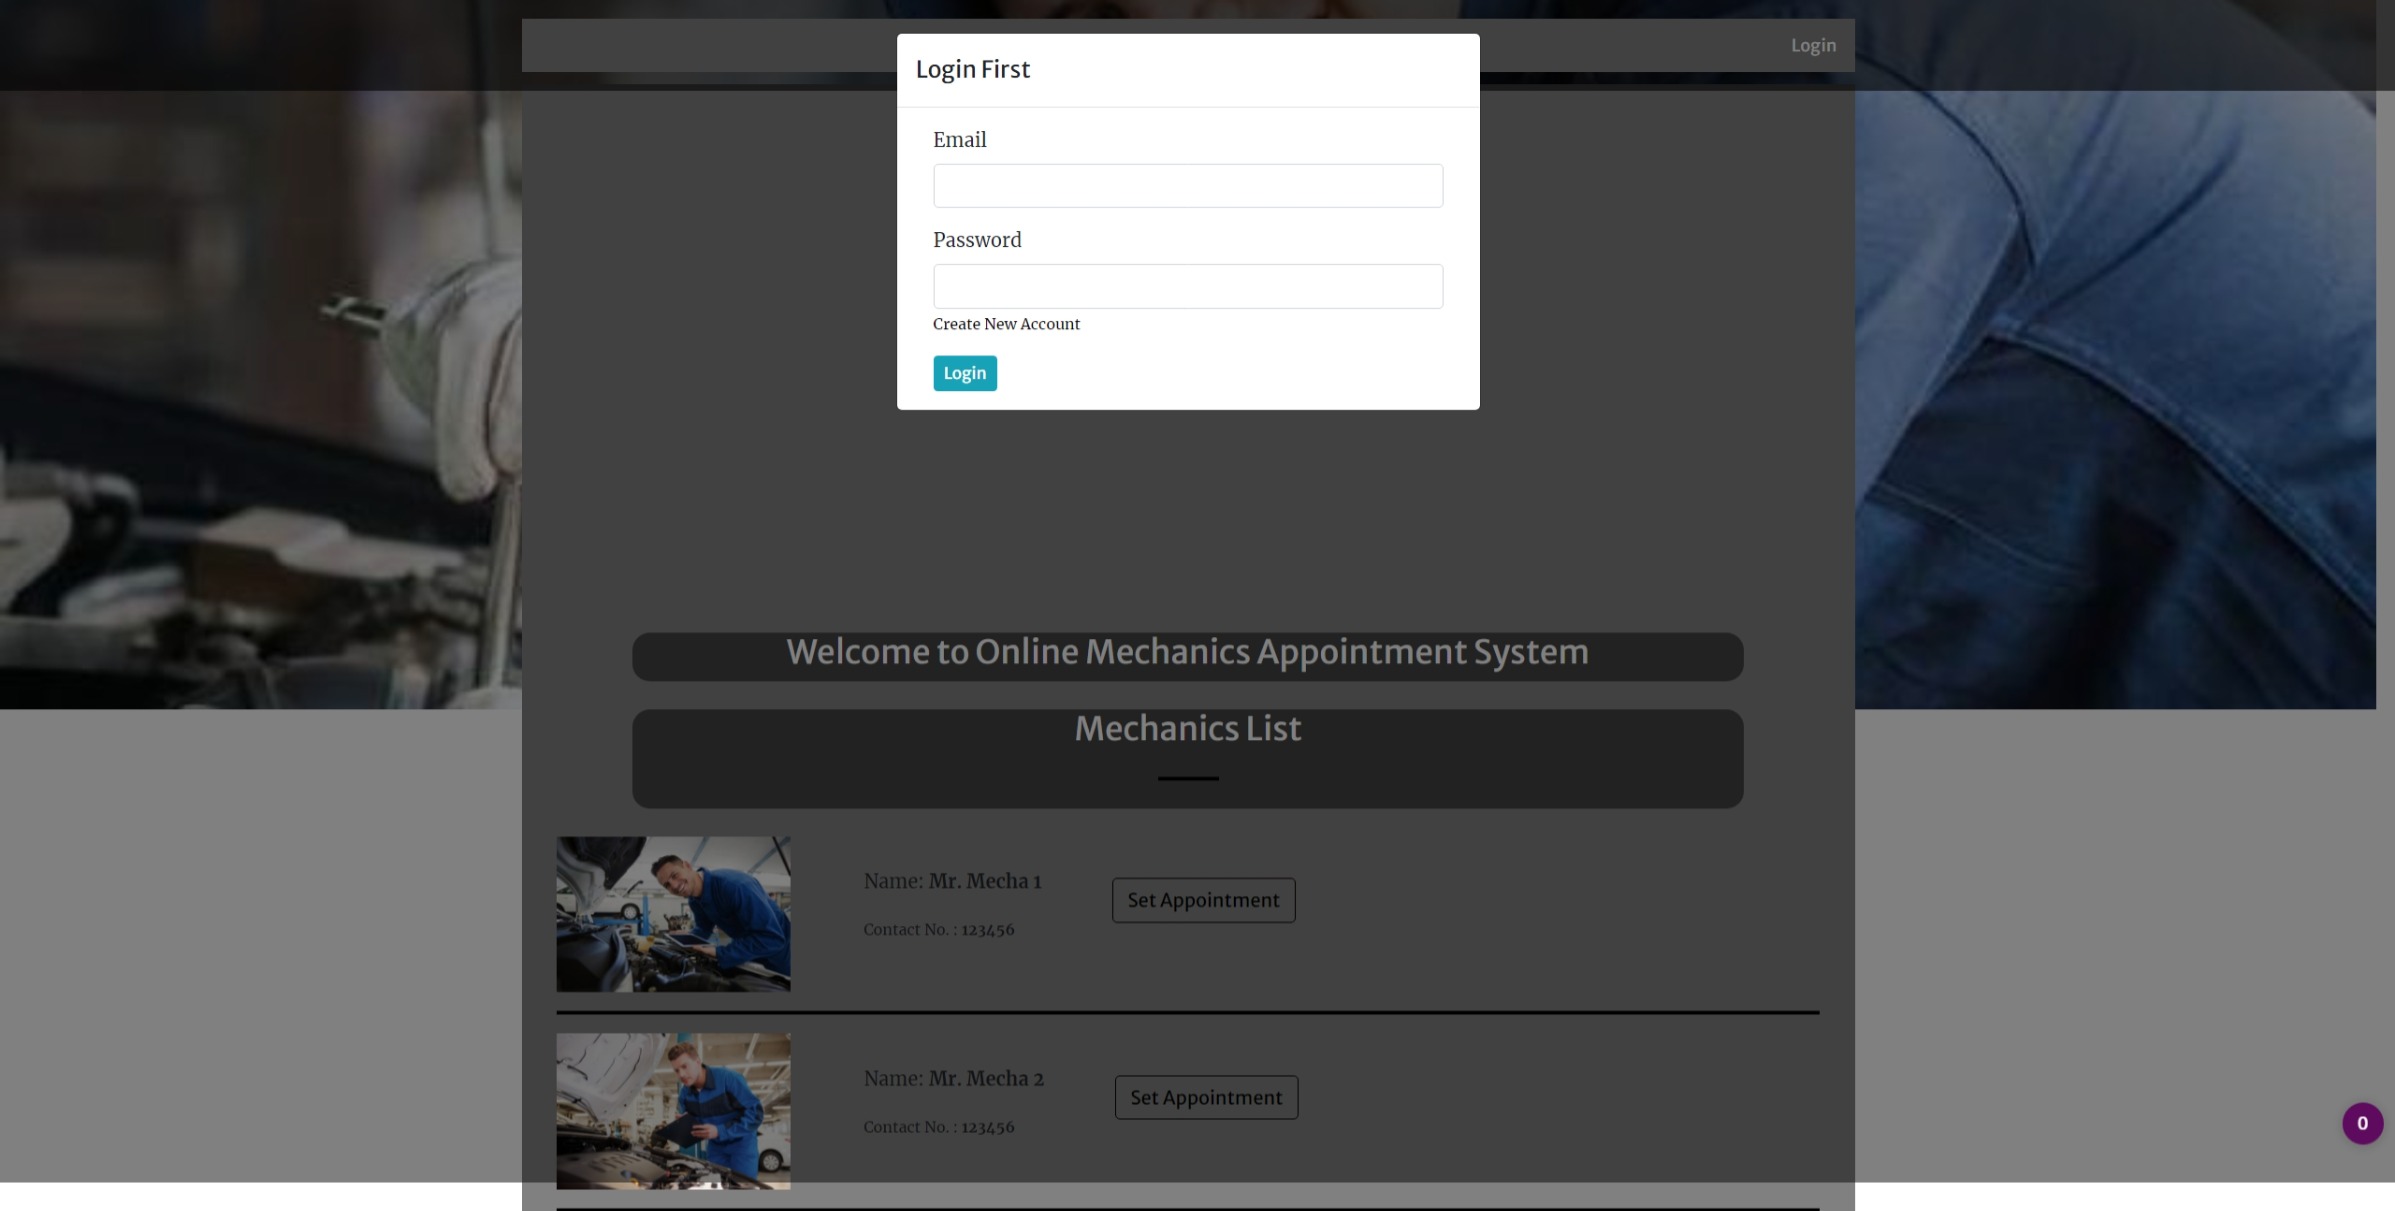 Login
Login First
Email
Password
Create New Account
Login
Welcome to Online Mechanics Appointment System
Mechanics List
Name: Mr. Mecha 1
Set Appointment
Contact No. : 123456
Name: Mr. Mecha 2
Set Appointment
Contact No. : 123456
0